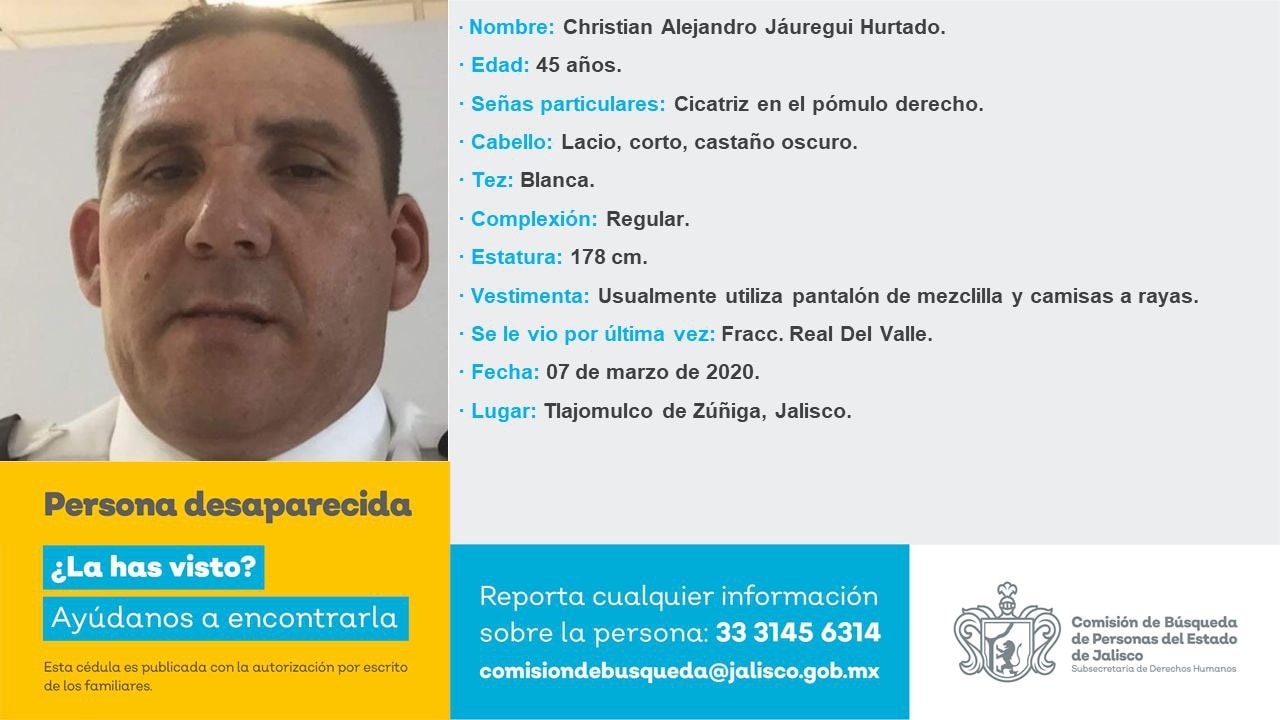 · Nombre: Christian Alejandro Jáuregui Hurtado.
· Edad: 45 años.
· Señas particulares: Cicatriz en el pómulo derecho.
· Cabello: Lacio, corto, castaño oscuro.
· Tez: Blanca.
· Complexión: Regular.
· Estatura: 178 cm.
· Vestimenta: Usualmente utiliza pantalón de mezclilla y camisas a rayas.
· Se le vio por última vez: Fracc. Real Del Valle.
· Fecha: 07 de marzo de 2020.
· Lugar: Tlajomulco de Zúñiga, Jalisco.
Persona desaparecida
¿La has visto?
Ayúdanos a encontrarla
Esta cédula es publicada con la autorización por escrito
de los familiares.
Reporta cualquier información
sobre la persona: 33 3145 6314
comisiondebusqueda@jalisco.gob.mx
Comisión de Búsqueda
de Personas del Estado
de Jalisco
Subsecretaría de Derechos Humanos